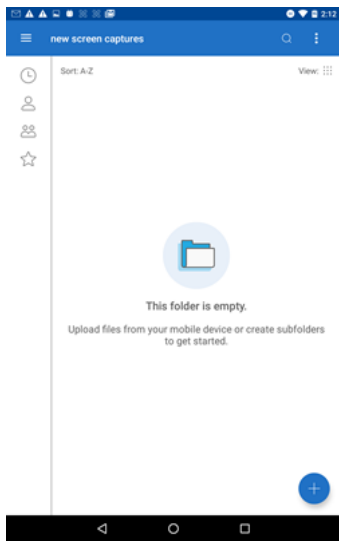 2:12
new screen captures
Sort: A-Z
View:
This folder is empty.
Upload files from your mobile device or create subfolders
to get started.